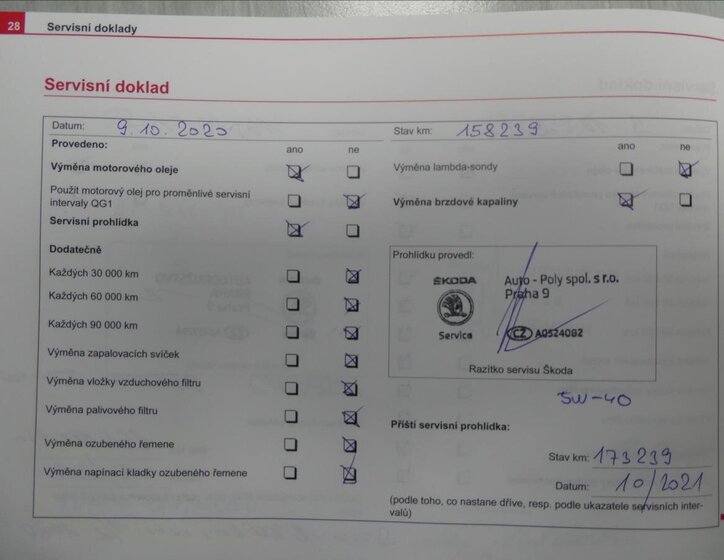 28 Servisní doklady
Servisní doklad
Datum: 9.10.2020 Stav km: 158239
Provedeno: ano ne ano ne
Výměna motorového oleje Výměna lambda-sondy
Použít motorový olej pro proměnlivé servisní
intervaly QG1 Výměna brzdové kapaliny
Servisní prohlídka
Dodatečně
Prohlídku provedl:
Každých 30 000 km
Každých 60 000 km
Každých 90 000 km
ŠKODA
Service
Auto - Poly spol. s r.o.
Praha 9
CZ A0524002
Razítko servisu Škoda
Výměna zapalovacích svíček
Výměna vložky vzduchového filtru
5W-40
Výměna palivového filtru
Příští servisní prohlídka:
Výměna ozubeného řemene
Stav km: 173239
Výměna napínací kladky ozubeného řemene
Datum: 10/2021
(podle toho, co nastane dříve, resp. podle ukazatele servisních inter-
valů)